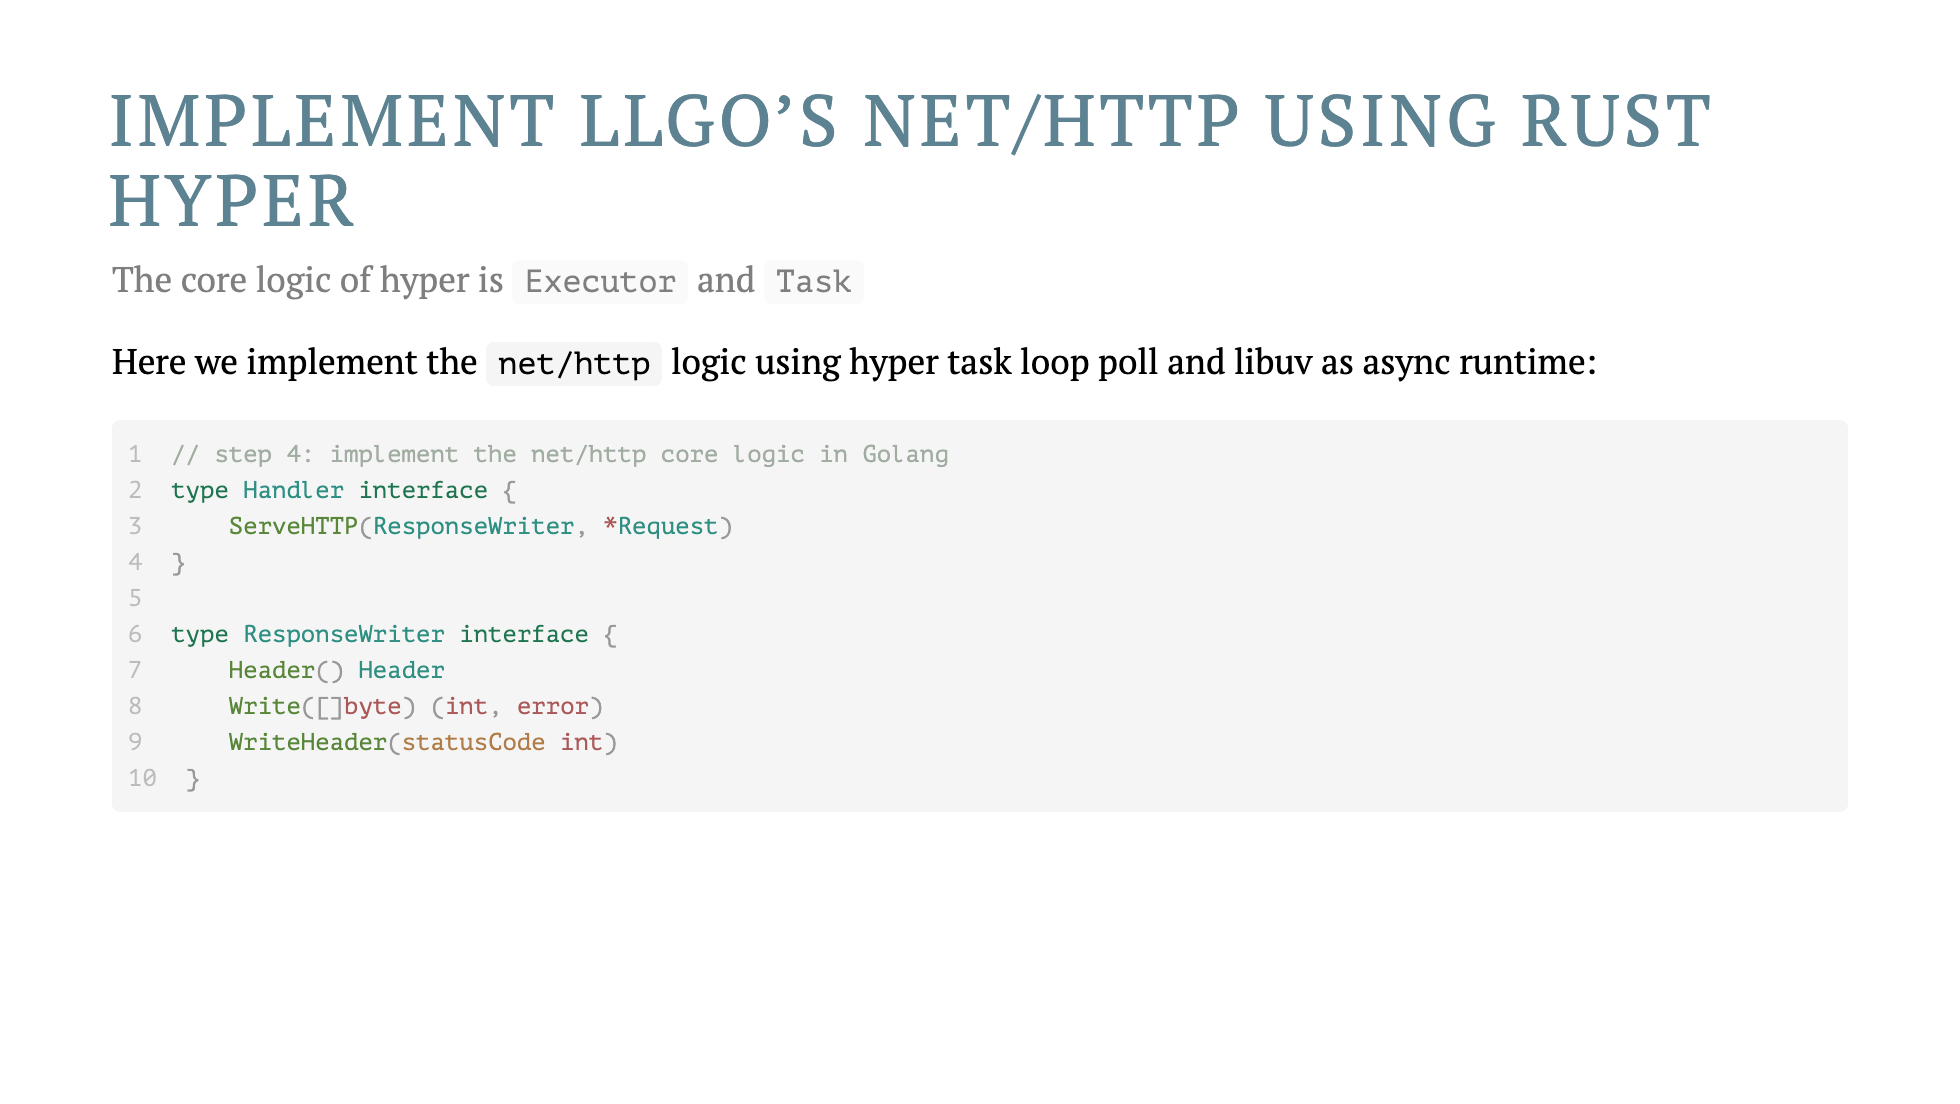 IMPLEMENT LLGO’S NET/HTTP USING RUST
HYPER
The core logic of hyper is Executor and Task
Here we implement the net/http logic using hyper task loop poll and libuv as async runtime:
1 // step 4: implement the net/http core logic in Golang
2 type Handler interface {
3     ServeHTTP(ResponseWriter, *Request)
4 }
5
6 type ResponseWriter interface {
7     Header() Header
8     Write([]byte) (int, error)
9     WriteHeader(statusCode int)
10 }